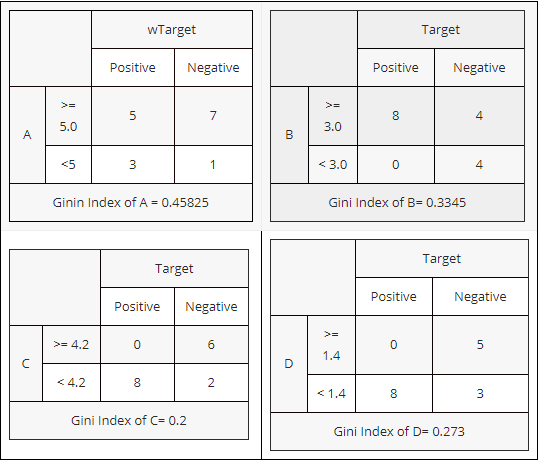 wTarget
Positive Negative
A >= 5.0 5 7
<5 3 1
Ginin Index of A = 0.45825
Target
Positive Negative
B >= 3.0 8 4
< 3.0 0 4
Gini Index of B= 0.3345
Target
Positive Negative
C >= 4.2 0 6
< 4.2 8 2
Gini Index of C= 0.2
Target
Positive Negative
D >= 1.4 0 5
< 1.4 8 3
Gini Index of D= 0.273